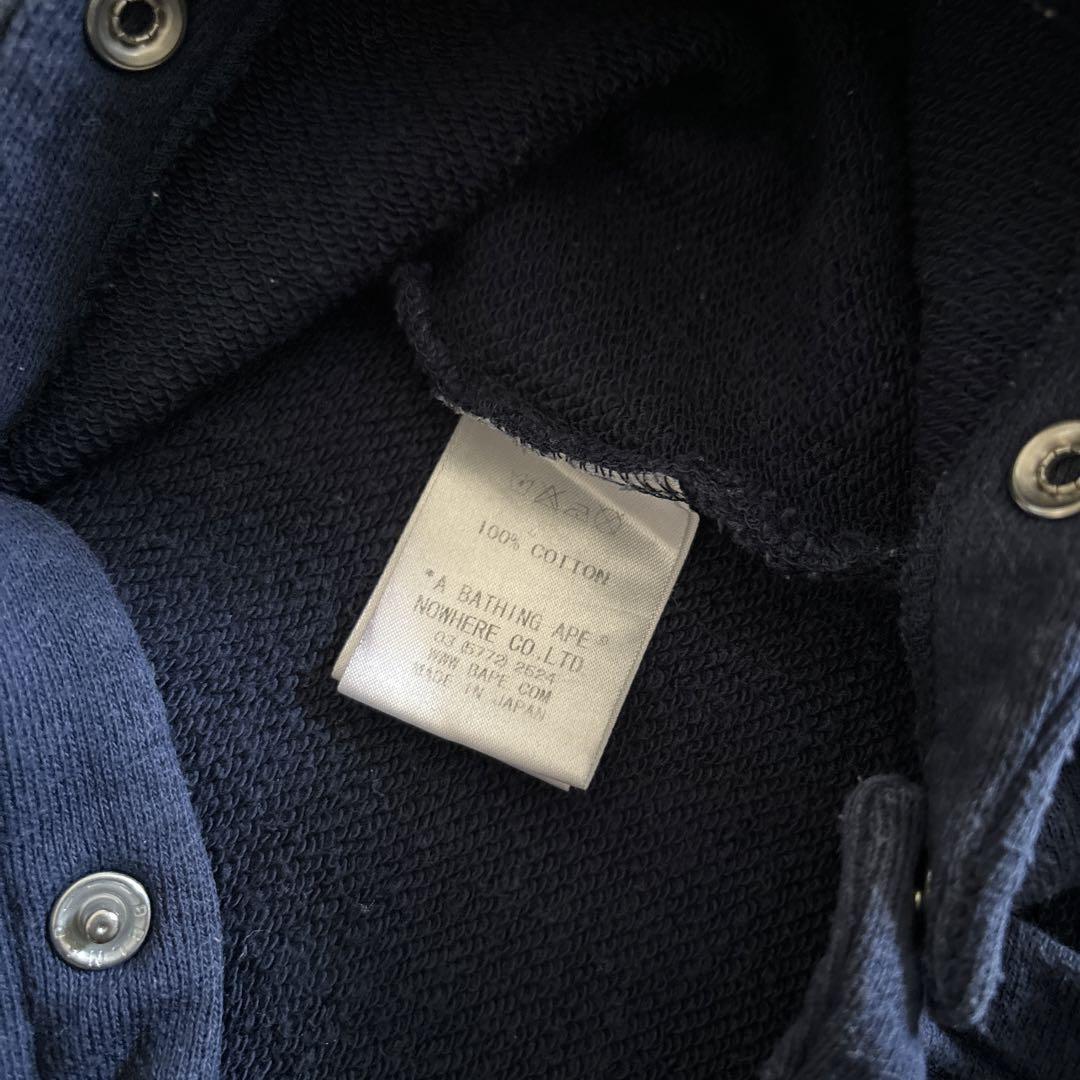 100% COTTON
*A BATHING APE®
NOWHERE CO.LTD
03 (5772) 2524
WWW BAPE COM
MADE IN JAPAN